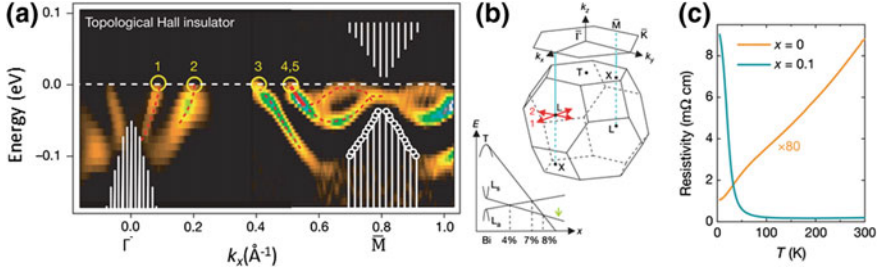 (a)
Topological Hall insulator
1
2
3
4,5
Energy (eV)
0.0
-0.1
0.0
0.2
0.4
0.6
0.8
1.0
Γ̄
M̄
kx(Å-1)
(b)
kz
M̄
Γ̄
K̄
kx
ky
T
X
L
2
1
L
X
E
T
Ls
La
Bi
4%
7%
8%
x
(c)
x = 0
x = 0.1
×80
Resistivity (mΩ cm)
8
6
4
2
0
0
100
200
300
T (K)